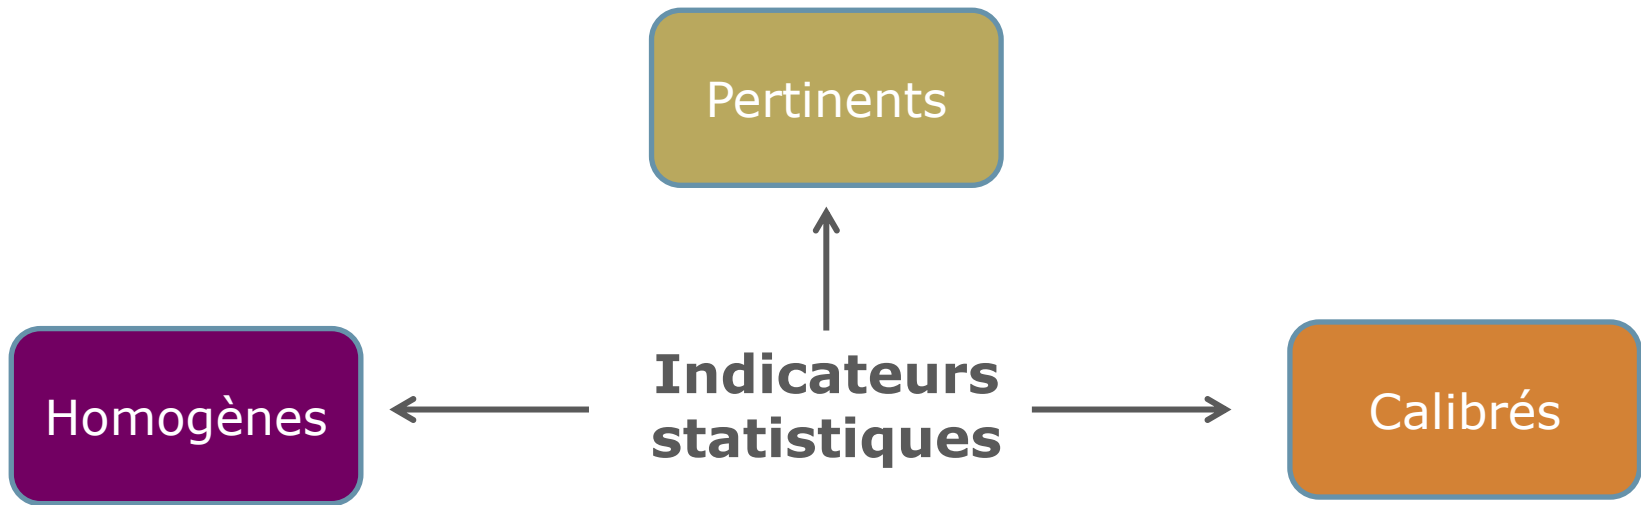 Pertinents
Indicateurs
statistiques
Homogènes
Calibrés